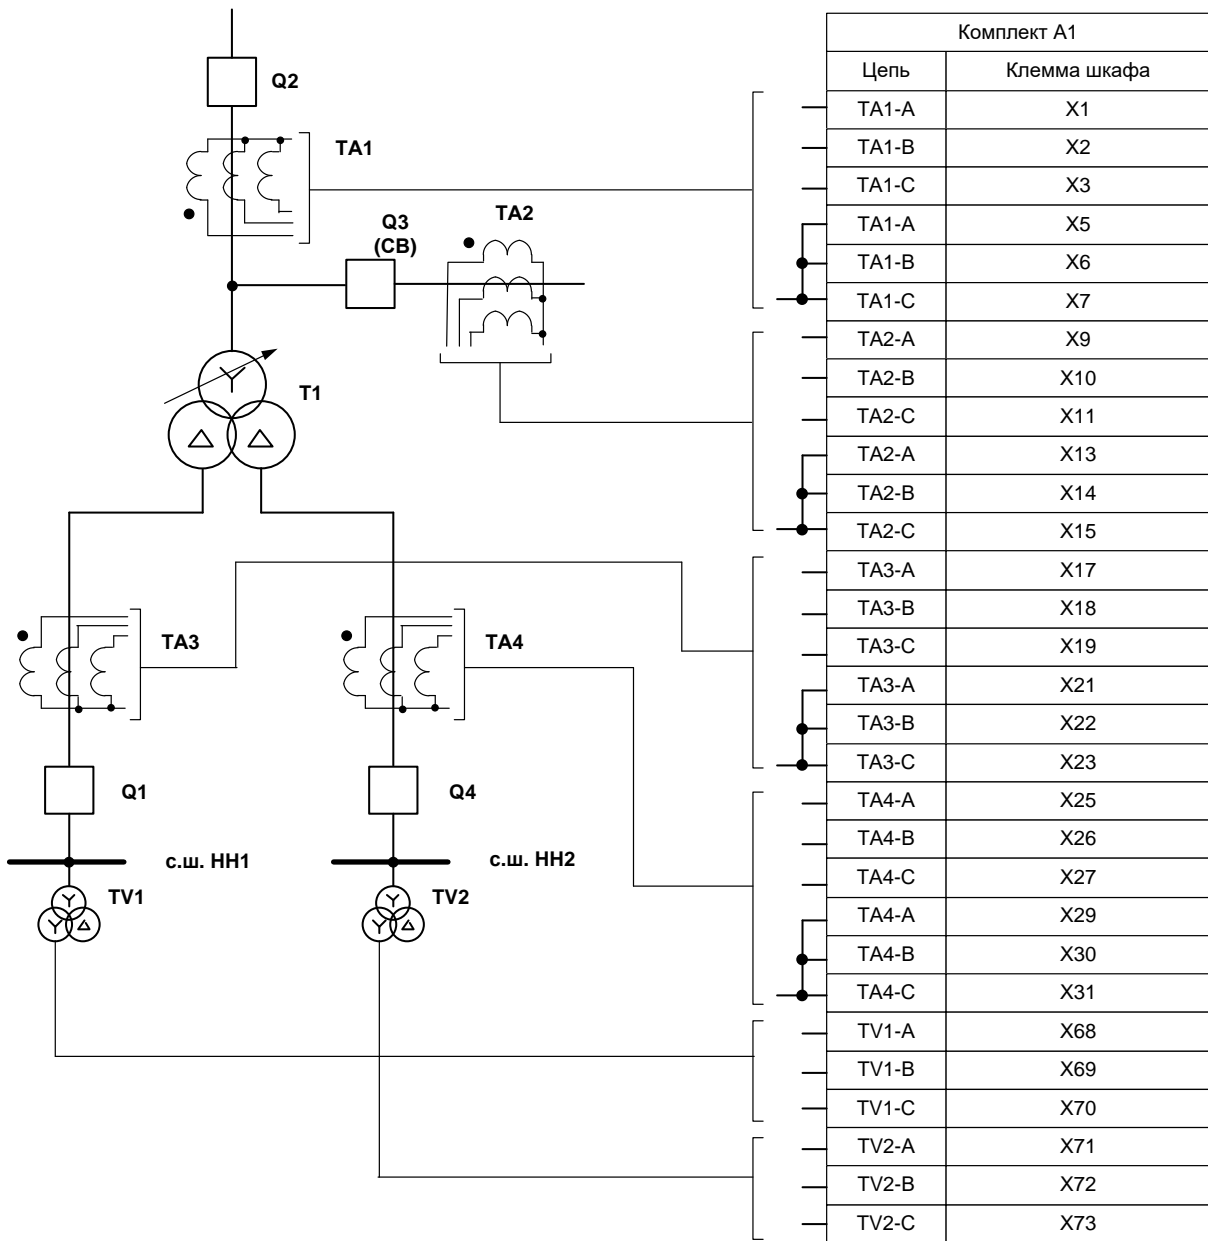 Q2
TA1
Q3
(СВ)
TA2
T1
TA3
TA4
Q1
Q4
с.ш. НН1
с.ш. НН2
TV1
TV2
Комплект А1
Цепь Клемма шкафа
TA1-A X1
TA1-B X2
TA1-C X3
TA1-A X5
TA1-B X6
TA1-C X7
TA2-A X9
TA2-B X10
TA2-C X11
TA2-A X13
TA2-B X14
TA2-C X15
TA3-A X17
TA3-B X18
TA3-C X19
TA3-A X21
TA3-B X22
TA3-C X23
TA4-A X25
TA4-B X26
TA4-C X27
TA4-A X29
TA4-B X30
TA4-C X31
TV1-A X68
TV1-B X69
TV1-C X70
TV2-A X71
TV2-B X72
TV2-C X73